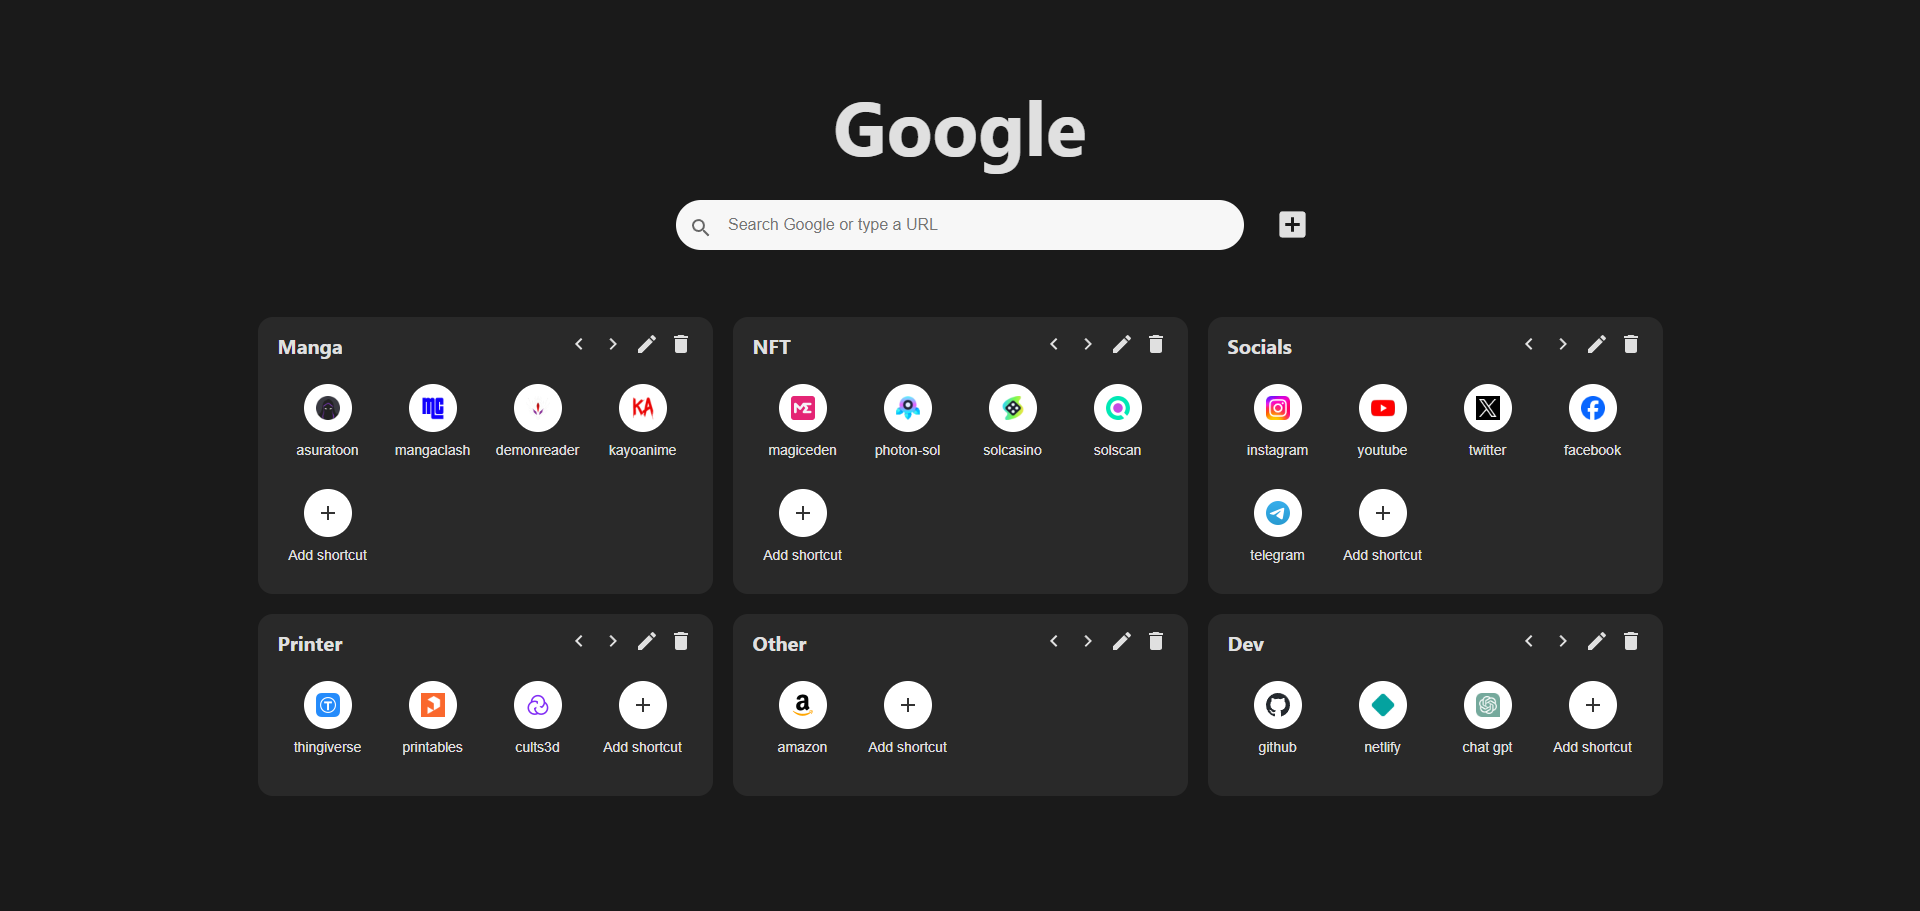 Google
Search Google or type a URL
Manga
asuratoon
mangaclash
demonreader
kayoanime
Add shortcut
NFT
magiceden
photon-sol
solcasino
solscan
Add shortcut
Socials
instagram
youtube
twitter
facebook
telegram
Add shortcut
Printer
thingiverse
printables
cults3d
Add shortcut
Other
amazon
Add shortcut
Dev
github
netlify
chat gpt
Add shortcut